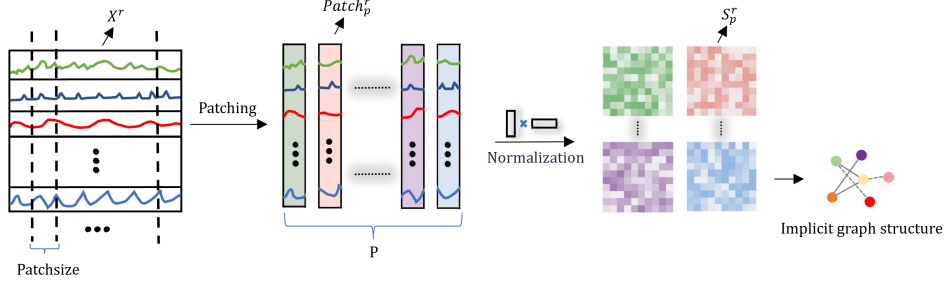 X^r
Patchsize
Patching
Patch_p^r
P
Normalization
S_p^r
Implicit graph structure